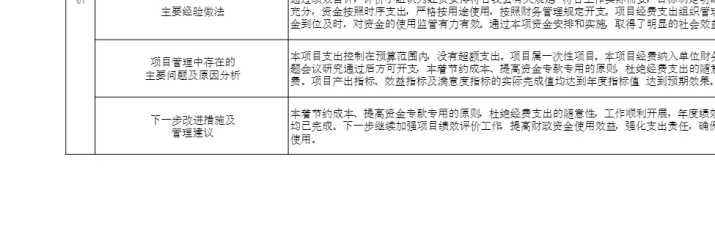 析
主要经验做法
充分，资金按照时序支出，严格按用途使用，按照财务管理规定开支。项目经费支出组织管理
金到位及时，对资金的使用监管有力有效。通过本项资金安排和实施，取得了明显的社会效益
项目管理中存在的
主要问题及原因分析
本项目支出控制在预算范围内，没有超额支出。项目属一次性项目。本项目经费纳入单位财务
题会议研究通过后方可开支，本着节约成本、提高资金专款专用的原则，杜绝经费支出的随意
费。项目产出指标、效益指标及满意度指标的实际完成值均达到年度指标值，达到预期效果。
下一步改进措施及
管理建议
本着节约成本、提高资金专款专用的原则，杜绝经费支出的随意性，工作顺利开展，年度绩效
均已完成。下一步继续加强项目绩效评价工作，提高财政资金使用效益，强化支出责任，确保
使用。